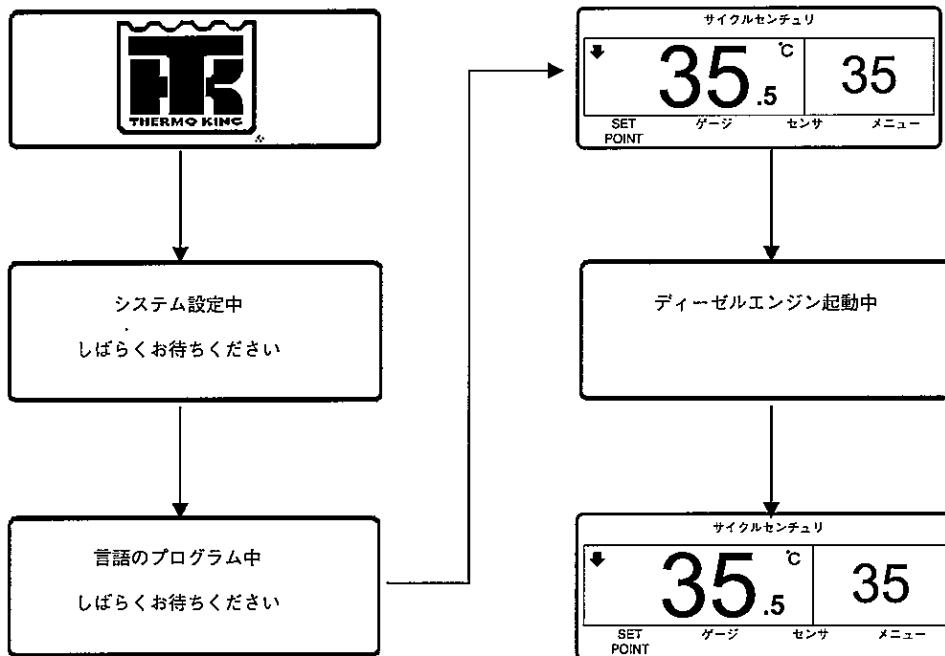 THERMO KING
システム設定中
しばらくお待ちください
言語のプログラム中
しばらくお待ちください
サイクルセンチュリ
35.5 ℃ 35
SET POINT ゲージ センサ メニュー
ディーゼルエンジン起動中
サイクルセンチュリ
35.5 ℃ 35
SET POINT ゲージ センサ メニュー